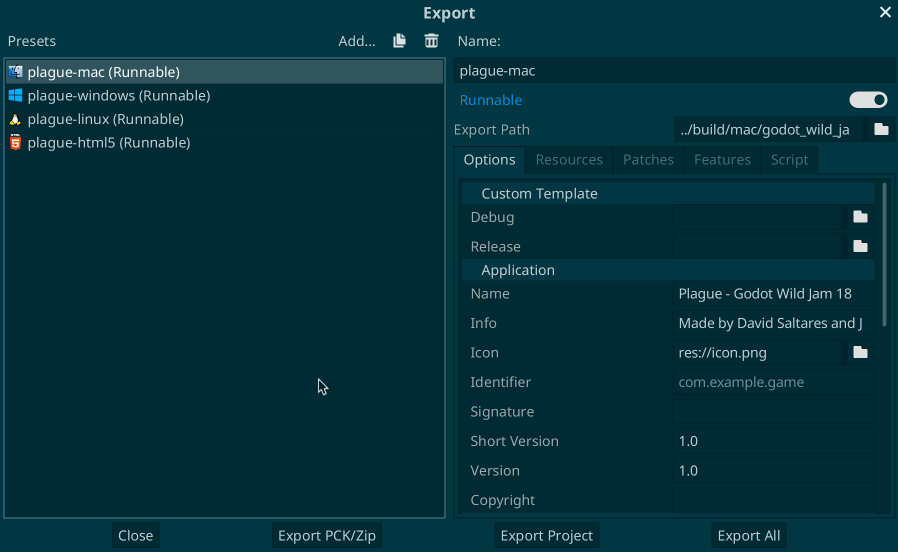 Export
Presets
Add...
plague-mac (Runnable)
plague-windows (Runnable)
plague-linux (Runnable)
plague-html5 (Runnable)
Name:
plague-mac
Runnable
Export Path ../build/mac/godot_wild_ja
Options Resources Patches Features Script
Custom Template
Debug
Release
Application
Name Plague - Godot Wild Jam 18
Info Made by David Saltares and J
Icon res://icon.png
Identifier com.example.game
Signature
Short Version 1.0
Version 1.0
Copyright
Close Export PCK/Zip Export Project Export All